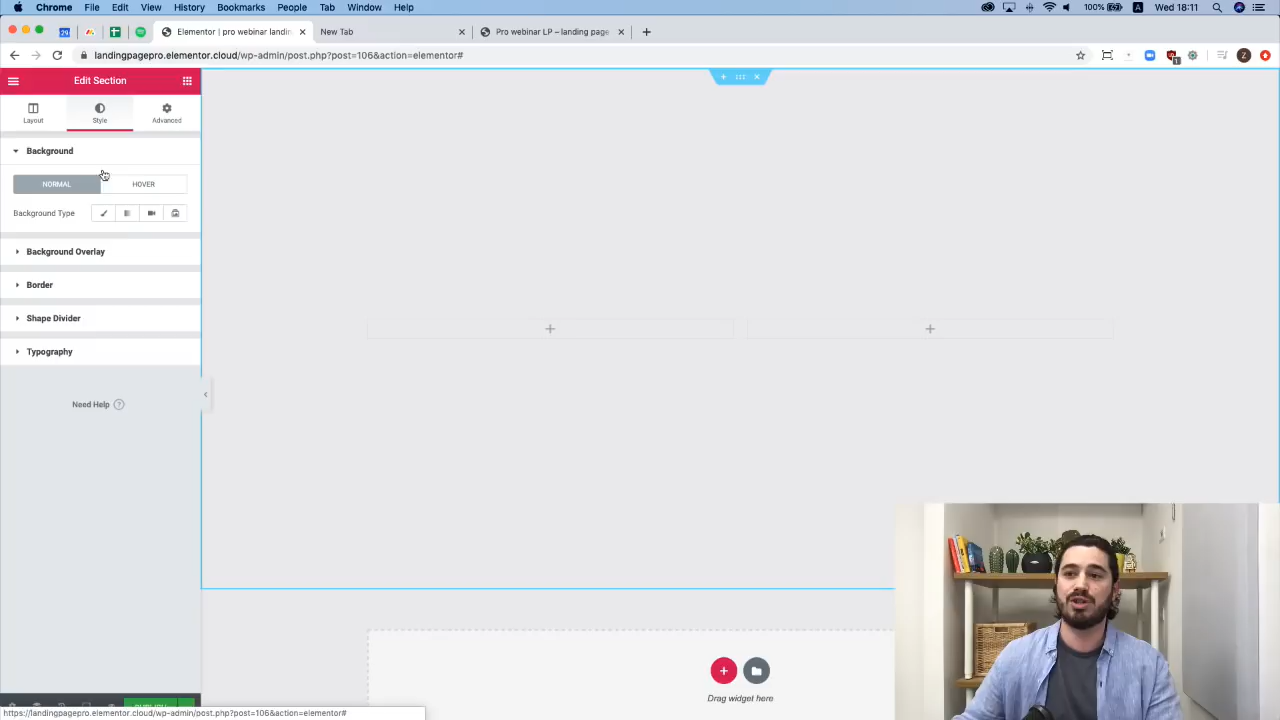 Chrome File Edit View History Bookmarks People Tab Window Help
100% Wed 18:11
Elementor | pro webinar landin
New Tab
Pro webinar LP – landing page
landingpagepro.elementor.cloud/wp-admin/post.php?post=106&action=elementor#
Edit Section
Layout
Style
Advanced
Background
NORMAL
HOVER
Background Type
Background Overlay
Border
Shape Divider
Typography
Need Help
Drag widget here
https://landingpagepro.elementor.cloud/wp-admin/post.php?post=106&action=elementor#